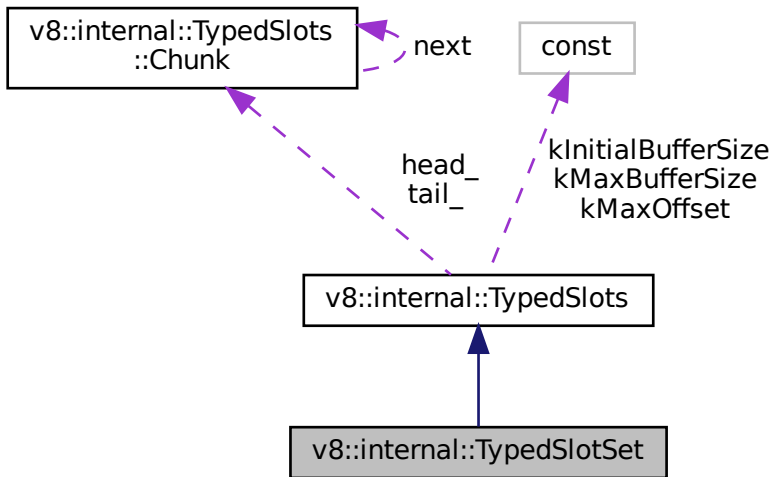 v8::internal::TypedSlots
::Chunk
next
const
head_
tail_
kInitialBufferSize
kMaxBufferSize
kMaxOffset
v8::internal::TypedSlots
v8::internal::TypedSlotSet